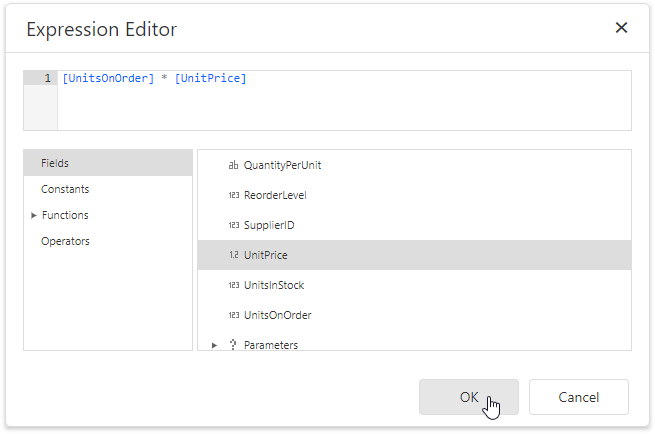 Expression Editor
1 [UnitsOnOrder] * [UnitPrice]
Fields
Constants
Functions
Operators
ab QuantityPerUnit
123 ReorderLevel
123 SupplierID
1.2 UnitPrice
123 UnitsInStock
123 UnitsOnOrder
? Parameters
OK
Cancel